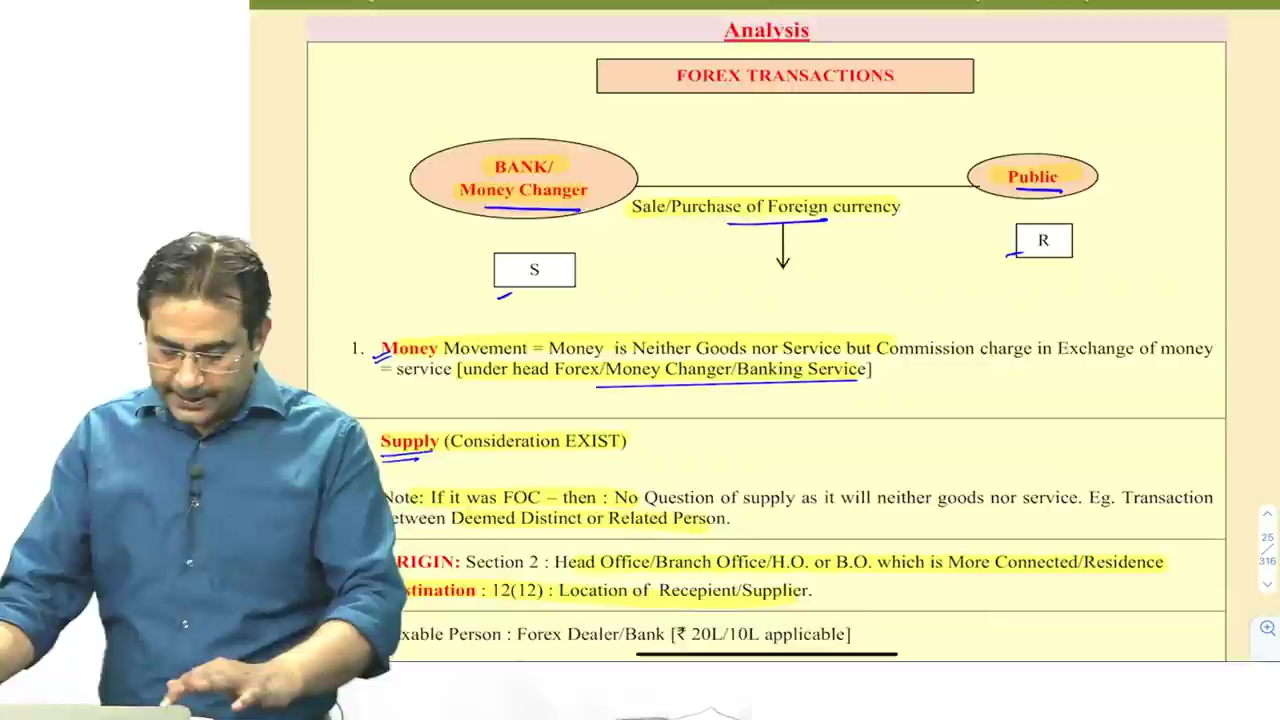 Analysis
FOREX TRANSACTIONS
BANK/
Money Changer
Public
Sale/Purchase of Foreign currency
R
S
1. Money Movement = Money is Neither Goods nor Service but Commission charge in Exchange of money
= service [under head Forex/Money Changer/Banking Service]
Supply (Consideration EXIST)
Note: If it was FOC – then : No Question of supply as it will neither goods nor service. Eg. Transaction
etween Deemed Distinct or Related Person.
RIGIN: Section 2 : Head Office/Branch Office/H.O. or B.O. which is More Connected/Residence
stination : 12(12) : Location of Recepient/Supplier.
xable Person : Forex Dealer/Bank [₹ 20L/10L applicable]
25
/
316